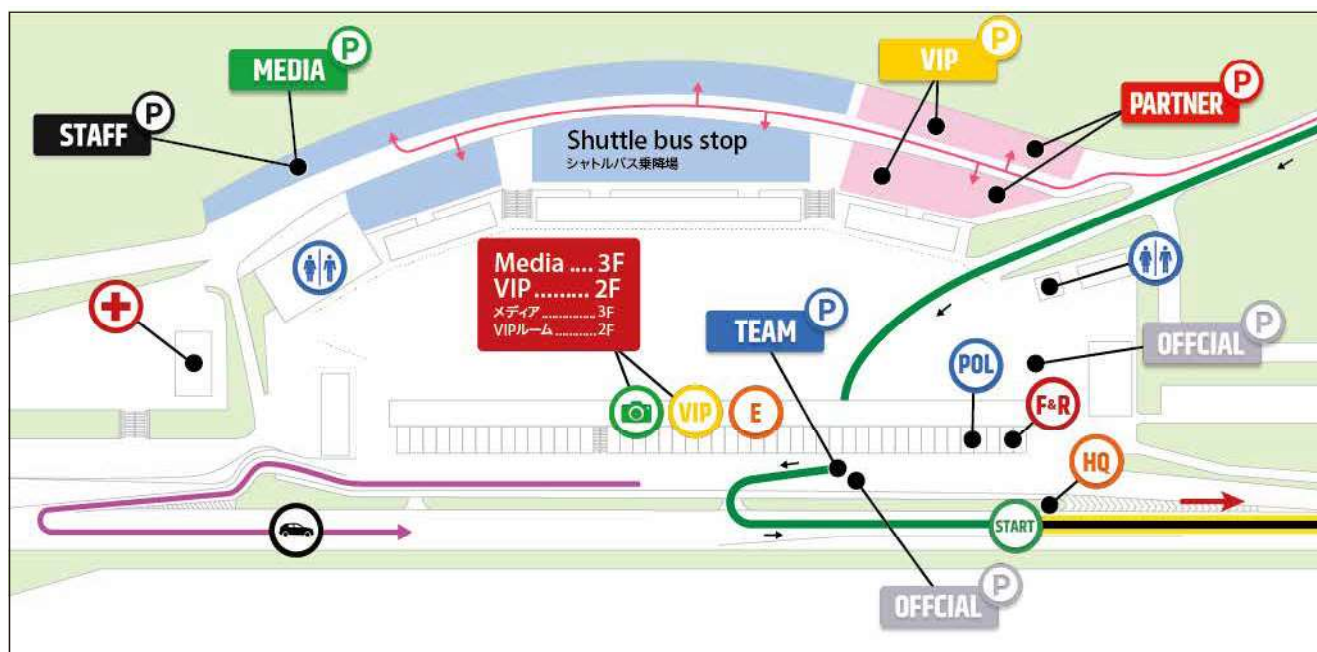 P
MEDIA
P
STAFF
P
VIP
P
PARTNER
Shuttle bus stop
シャトルバス乗降場
Media .... 3F
VIP......... 2F
メディア ............... 3F
VIPルーム ............ 2F
P
TEAM
P
OFFCIAL
POL
VIP
E
F&R
HQ
START
P
OFFCIAL